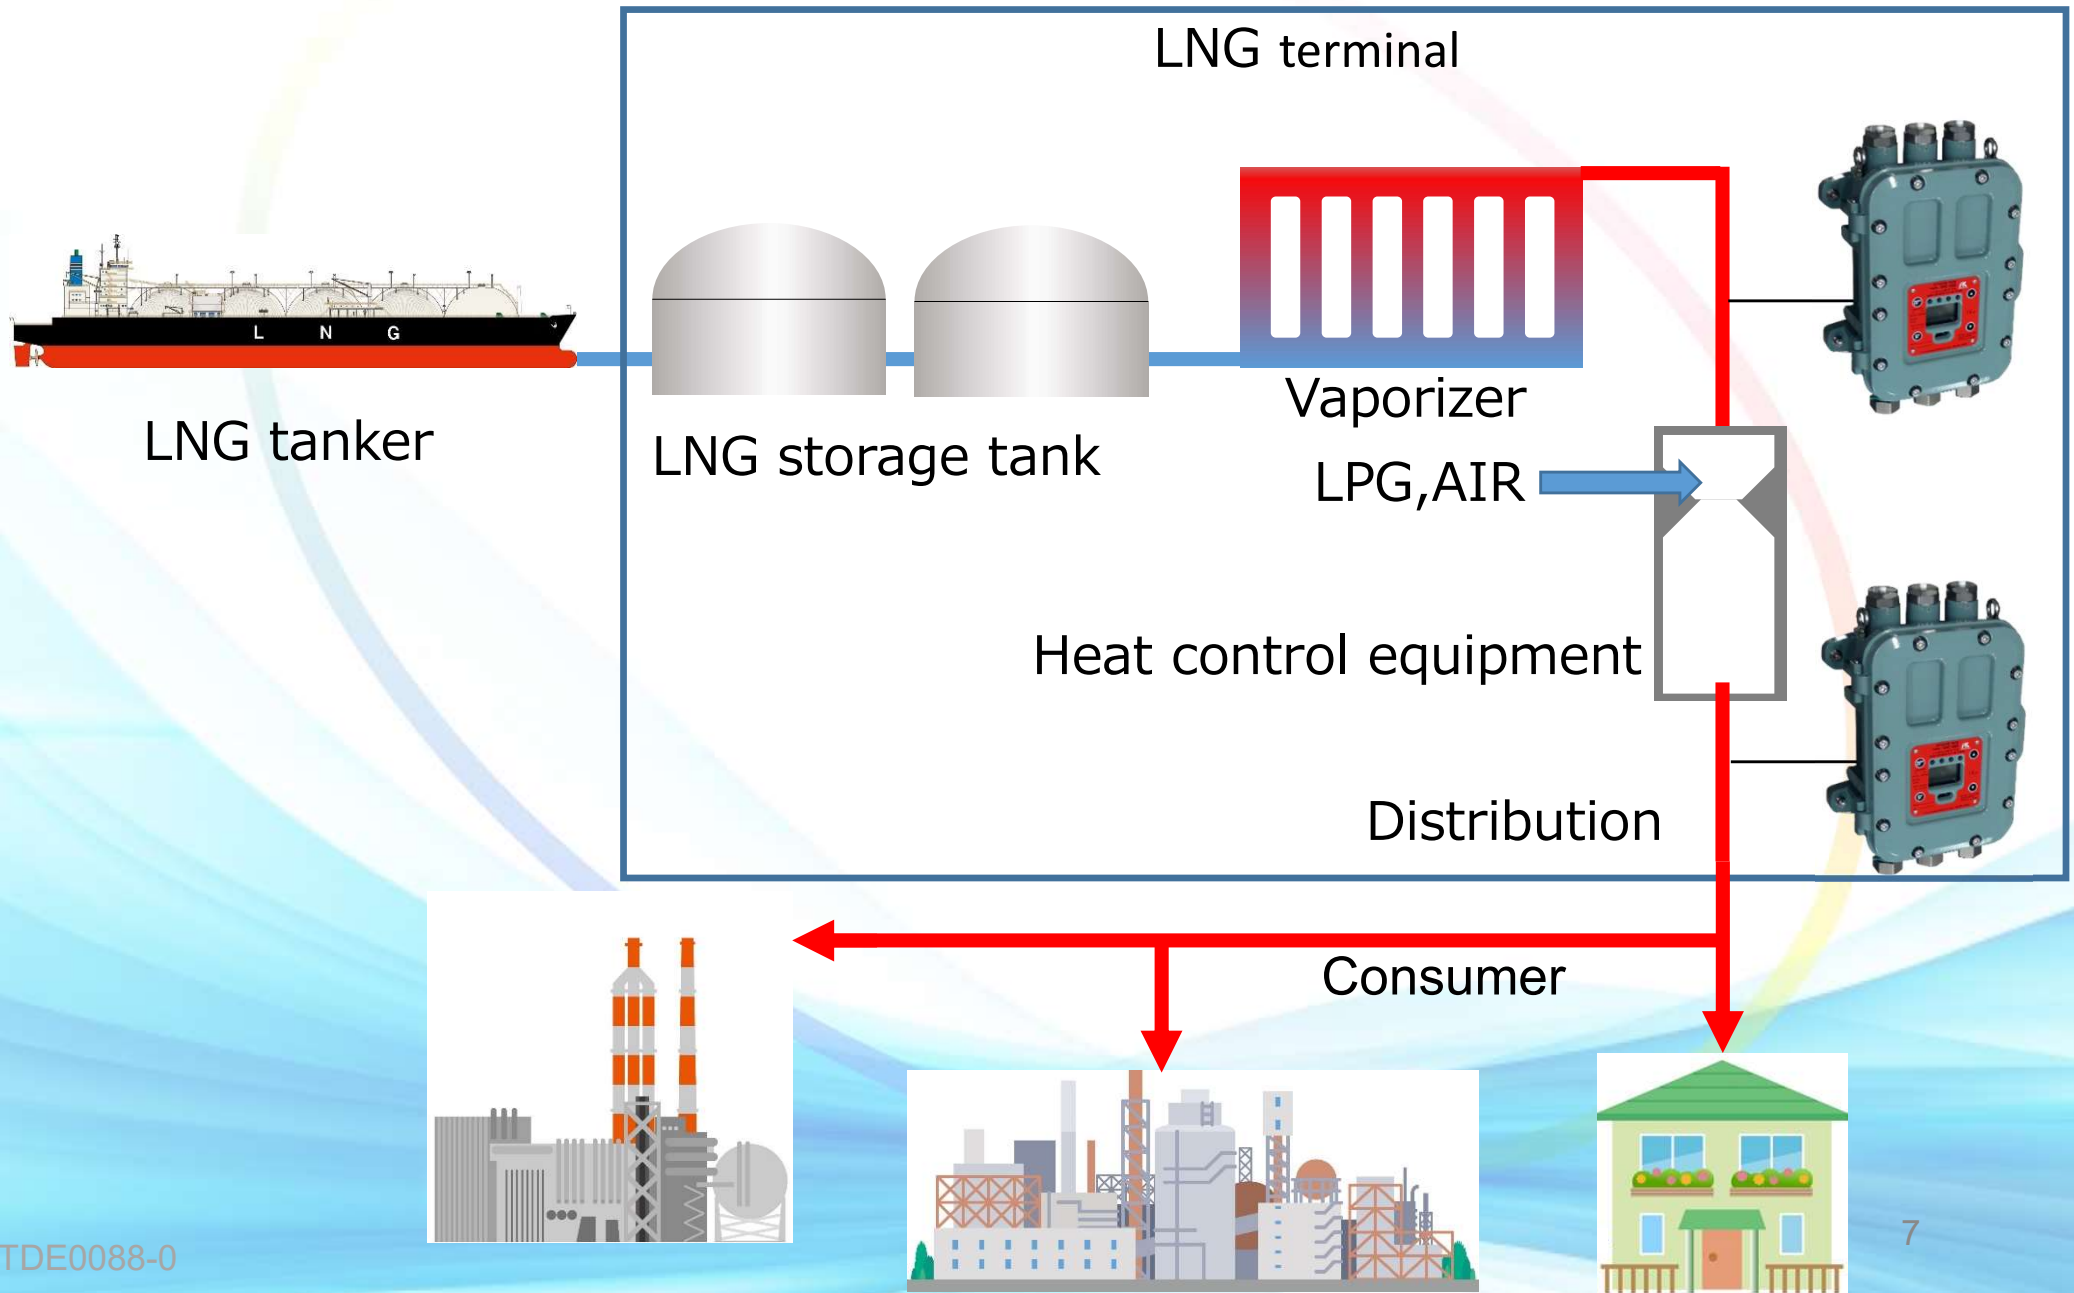 LNG terminal
L N G
LNG tanker
LNG storage tank
Vaporizer
LPG,AIR
Heat control equipment
Distribution
Consumer
7
TDE0088-0